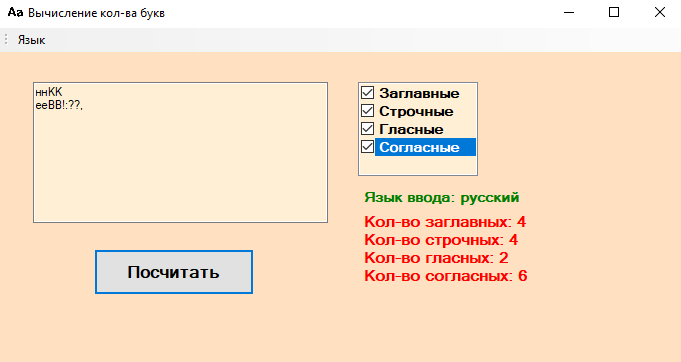 Aa Вычисление кол-ва букв
Язык
ннКК
ееВВ!:??,
Заглавные
Строчные
Гласные
Согласные
Язык ввода: русский
Кол-во заглавных: 4
Кол-во строчных: 4
Кол-во гласных: 2
Кол-во согласных: 6
Посчитать